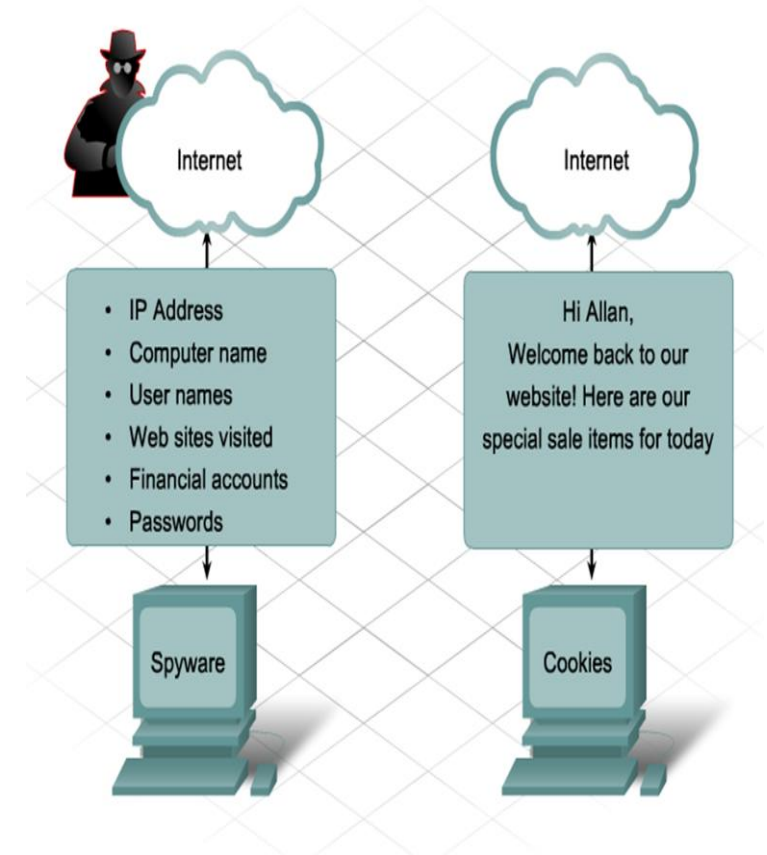 Internet
• IP Address
• Computer name
• User names
• Web sites visited
• Financial accounts
• Passwords
Spyware
Internet
Hi Allan,
Welcome back to our
website! Here are our
special sale items for today
Cookies